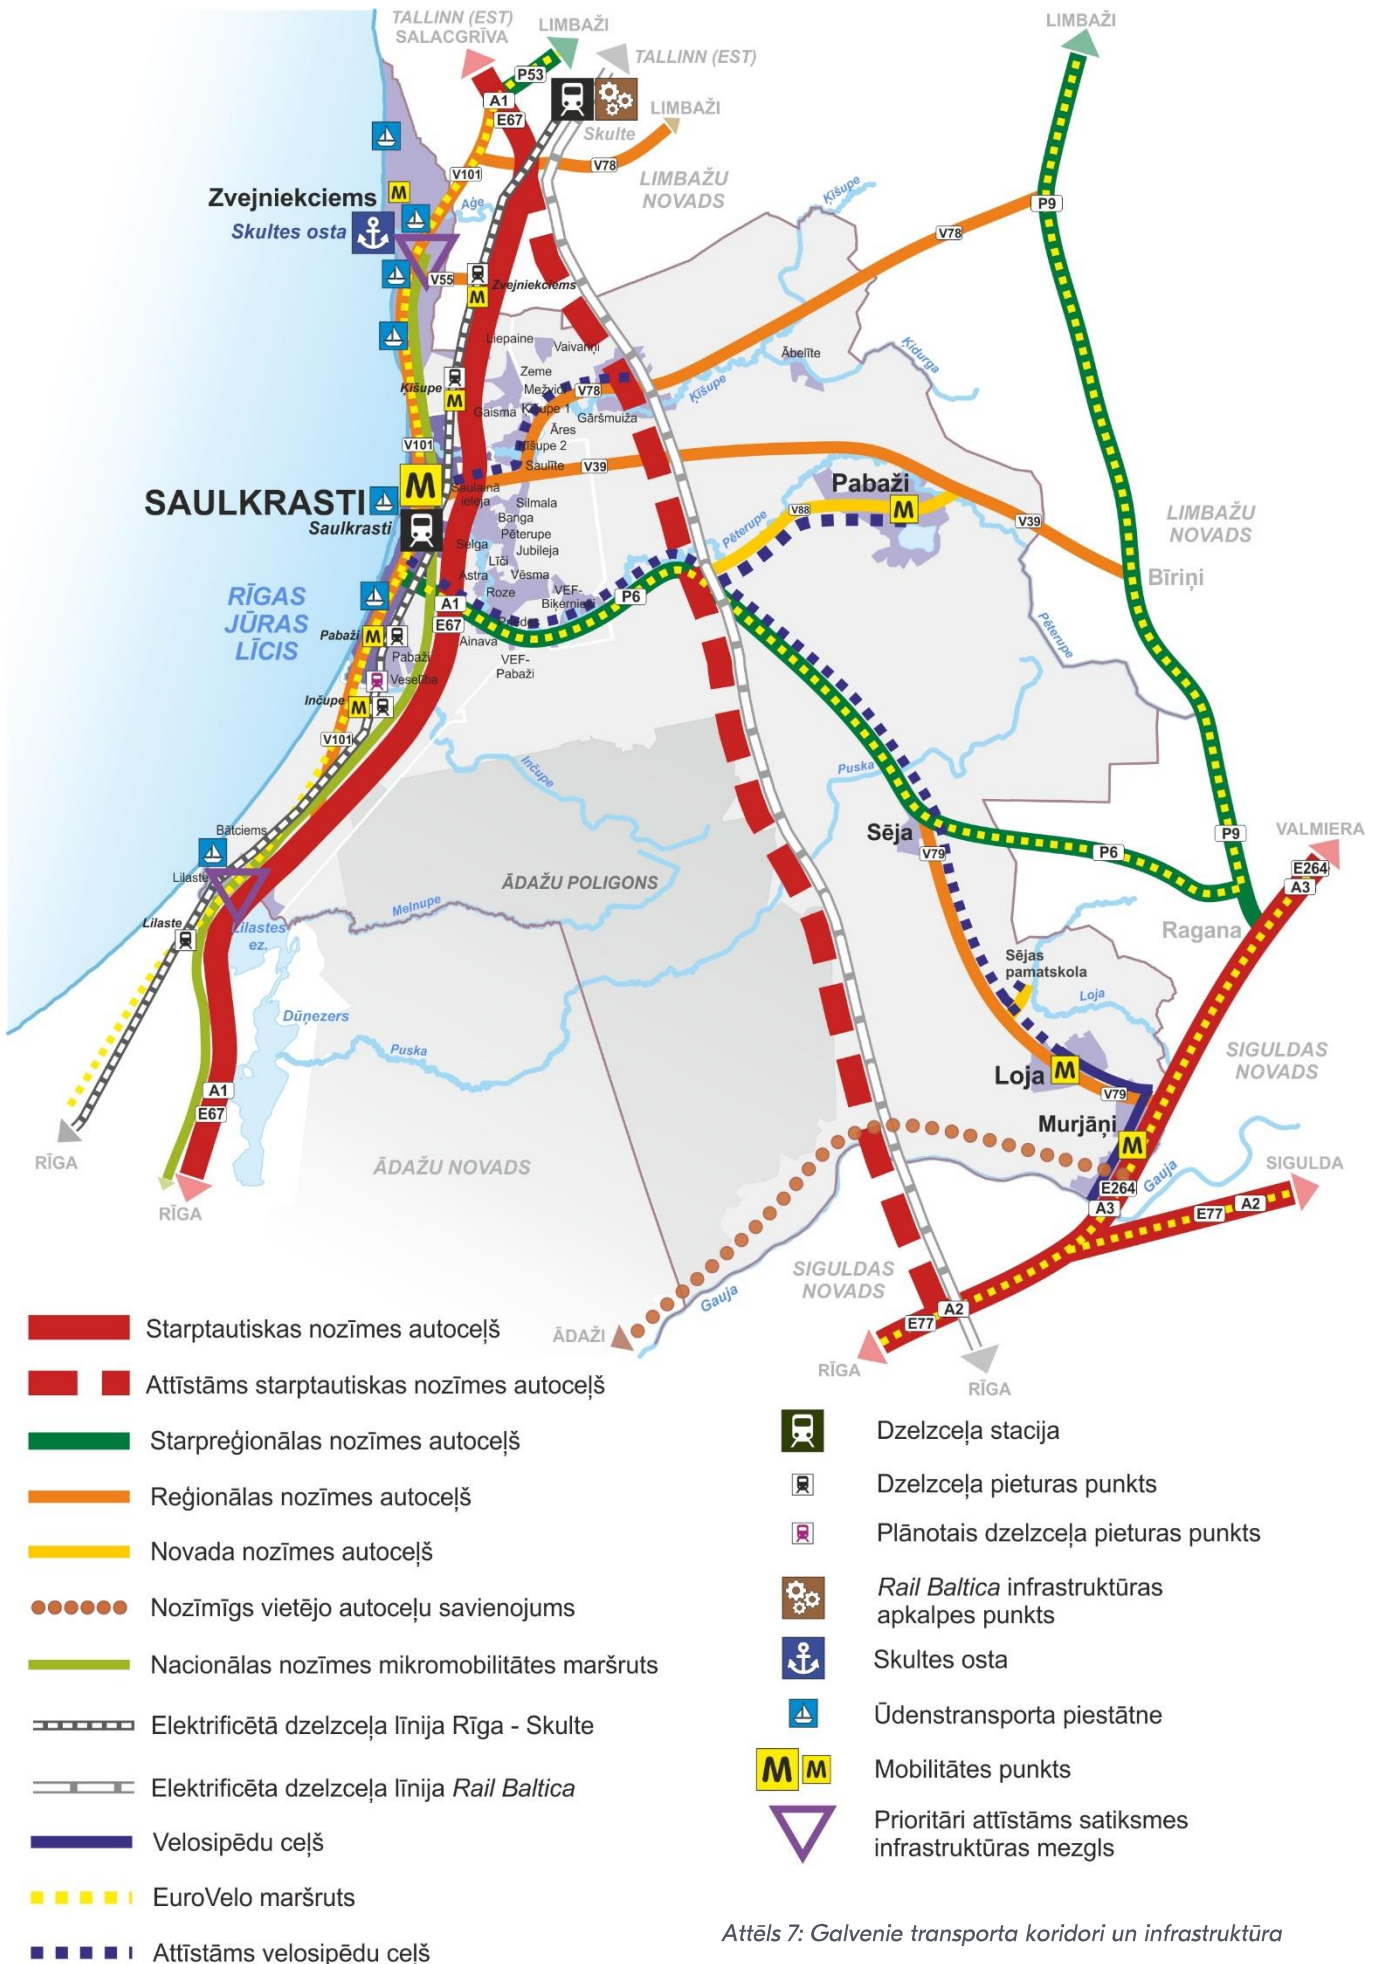 TALLINN (EST)
SALACGRĪVA
LIMBAŽI
LIMBAŽI
TALLINN (EST)
P53
A1
E67
LIMBAŽI
Skulte
V78
V101
LIMBAŽU
NOVADS
Ķīšupe
Zvejniekciems
M
Aģe
P9
Skultes osta
V78
V55
Zvejniekciems
M
Liepaine
Vaivariņi
Ābelīte
Ķidurga
Zeme
Ķīšupe
Mežvidi
V78
Ķīšupe
M
Gaisma
Ķīšupe 1
Gāršmuiža
Āres
V101
Ķīšupe 2
Saulīte
V39
M
Pabaži
SAULKRASTI
Saulainā
ieleja
Silmala
V88
M
Saulkrasti
Banga
Pēterupe
Pēterupe
V39
LIMBAŽU
NOVADS
Selga
Jubileja
Līči
Astra
Vēsma
Bīriņi
RĪGAS
JŪRAS
LĪCIS
Roze
VEF-
Biķernieki
P6
A1
E67
Priedes
Pēterupe
Pabaži
M
Ainava
Pabaži
VEF-
Pabaži
Veselība
Inčupe
M
V101
Inčupe
Puska
Bātciems
Sēja
V79
P6
P9
VALMIERA
E264
A3
Lilaste
ĀDAŽU POLIGONS
Melnupe
Lilaste
Lilastes
ez.
Ragana
Sējas
pamatskola
Loja
Dūņezers
Puska
SIGULDAS
NOVADS
Loja
M
V79
A1
E67
Murjāņi
M
RĪGA
ĀDAŽU NOVADS
Gauja
SIGULDA
E264
A3
E77
A2
RĪGA
SIGULDAS
NOVADS
Gauja
A2
E77
ĀDAŽI
RĪGA
RĪGA
Starptautiskas nozīmes autoceļš
Attīstāms starptautiskas nozīmes autoceļš
Starpreģionālas nozīmes autoceļš
Reģionālas nozīmes autoceļš
Novada nozīmes autoceļš
Nozīmīgs vietējo autoceļu savienojums
Nacionālas nozīmes mikromobilitātes maršruts
Elektrificētā dzelzceļa līnija Rīga - Skulte
Elektrificēta dzelzceļa līnija Rail Baltica
Velosipēdu ceļš
EuroVelo maršruts
Attīstāms velosipēdu ceļš
Dzelzceļa stacija
Dzelzceļa pieturas punkts
Plānotais dzelzceļa pieturas punkts
Rail Baltica infrastruktūras
apkalpes punkts
Skultes osta
Ūdenstransporta piestātne
M M Mobilitātes punkts
Prioritāri attīstāms satiksmes
infrastruktūras mezgls
Attēls 7: Galvenie transporta koridori un infrastruktūra